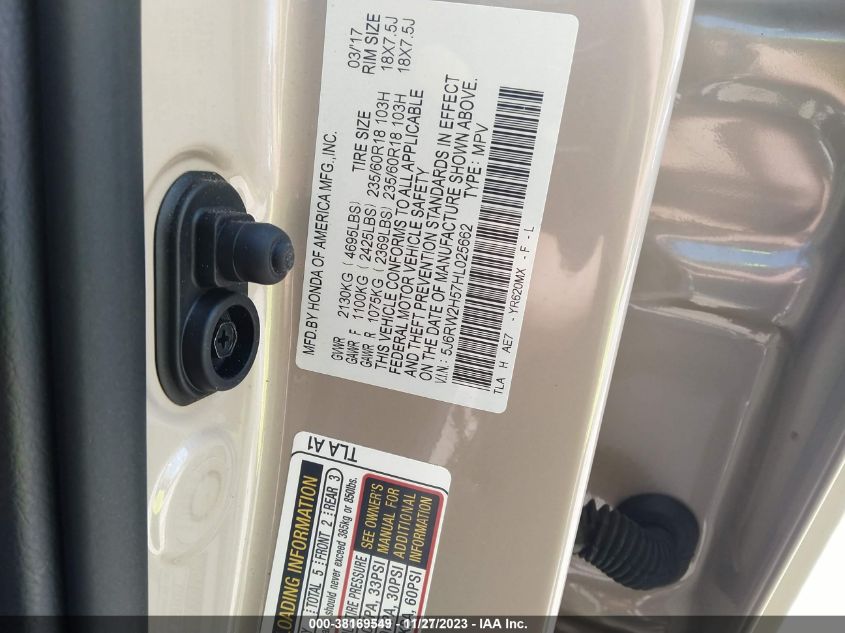 MFD.BY HONDA OF AMERICA MFG.,INC. 03/'17
TIRE SIZE RIM SIZE
GVWR 2130KG (4695LBS)
GAWR F 1100KG (2425LBS) 235/60R18 103H 18X7.5J
GAWR R 1075KG (2369LBS) 235/60R18 103H 18X7.5J
THIS VEHICLE CONFORMS TO ALL APPLICABLE
FEDERAL MOTOR VEHICLE SAFETY
AND THEFT PREVENTION STANDARDS IN EFFECT
ON THE DATE OF MANUFACTURE SHOWN ABOVE.
V.I.N.: 5J6RW2H57HL025662 TYPE: MPV
TLA H AE7 -YR620MX -F -L
TLA A1
LOADING INFORMATION
TOTAL 5 FRONT 2 REAR 3
should never exceed 385kg or 850lbs.
PRESSURE SEE OWNER'S
MANUAL FOR
ADDITIONAL
INFORMATION
33PSI
30PSI
60PSI
-38169549 - 11/27/2023 - IAA Inc.